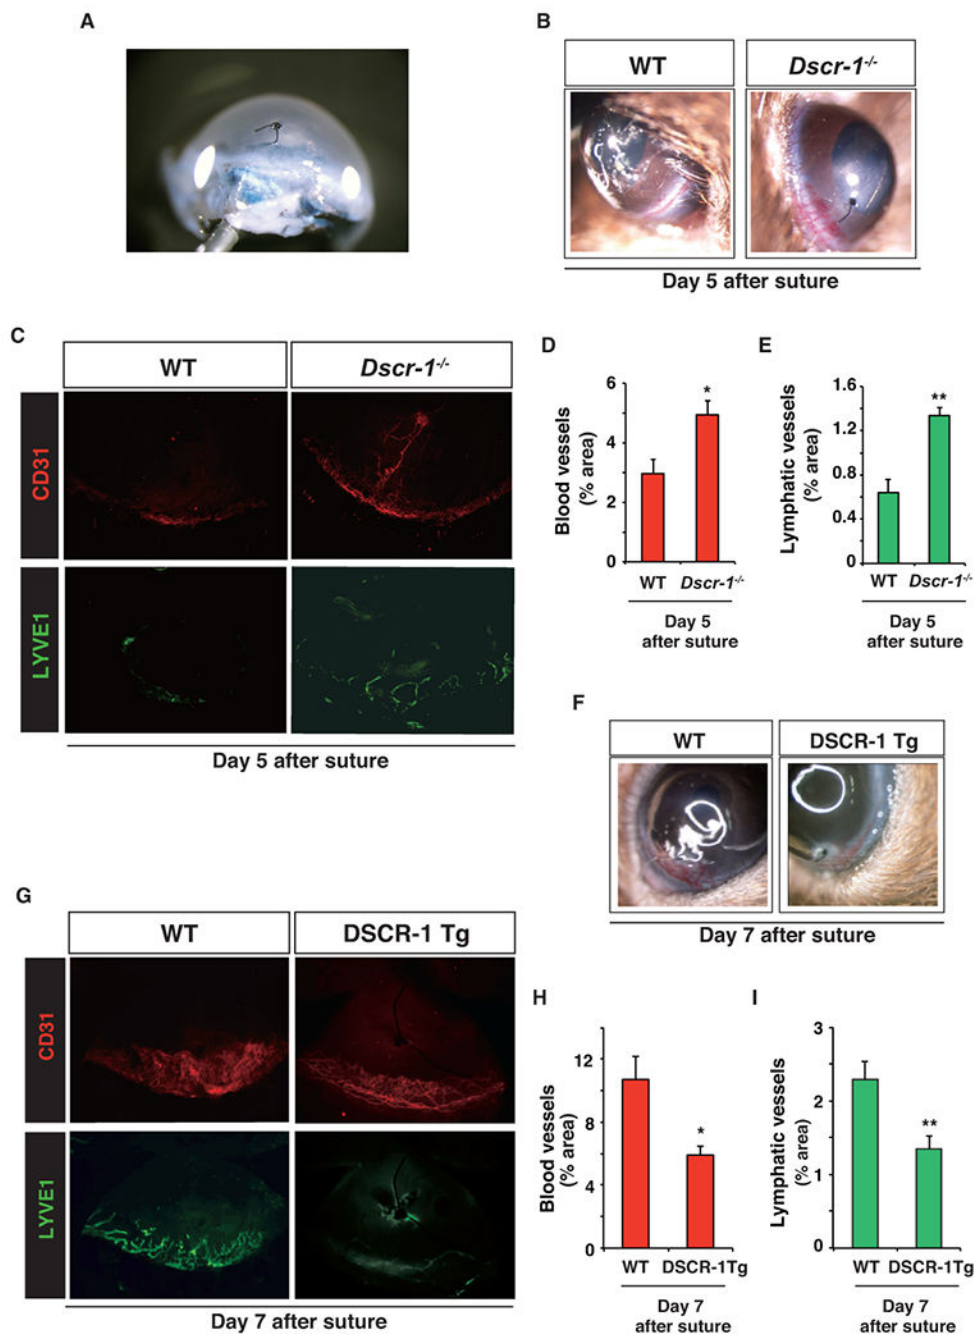 A
B
WT
Dscr-1-/-
Day 5 after suture
C
WT
Dscr-1-/-
CD31
LYVE1
Day 5 after suture
D
Blood vessels
(% area)
6
4
2
0
*
WT Dscr-1-/-
Day 5
after suture
E
Lymphatic vessels
(% area)
1.6
1.2
0.8
0.4
0
**
WT Dscr-1-/-
Day 5
after suture
F
WT
DSCR-1 Tg
Day 7 after suture
G
WT
DSCR-1 Tg
CD31
LYVE1
Day 7 after suture
H
Blood vessels
(% area)
12
8
4
0
*
WT DSCR-1Tg
Day 7
after suture
I
Lymphatic vessels
(% area)
3
2
1
0
**
WT DSCR-1Tg
Day 7
after suture